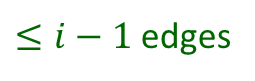 ≤ 𝑖 − 1 edges